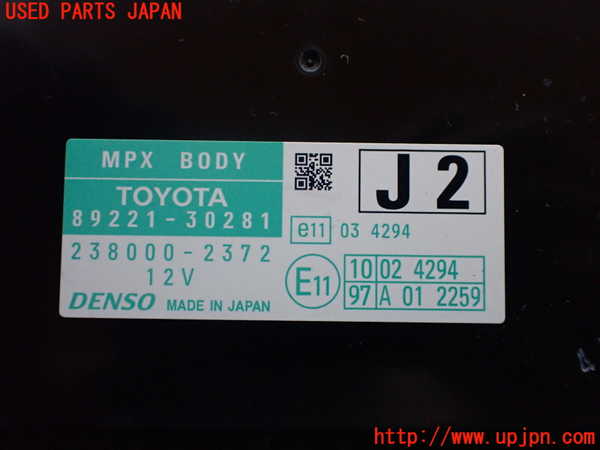 USED PARTS JAPAN
MPX BODY
TOYOTA
89221-30281
238000-2372
12V
DENSO MADE IN JAPAN
J2
e11 03 4294
E11
10 02 4294
97 A 01 2259
http://www.upjpn.com/